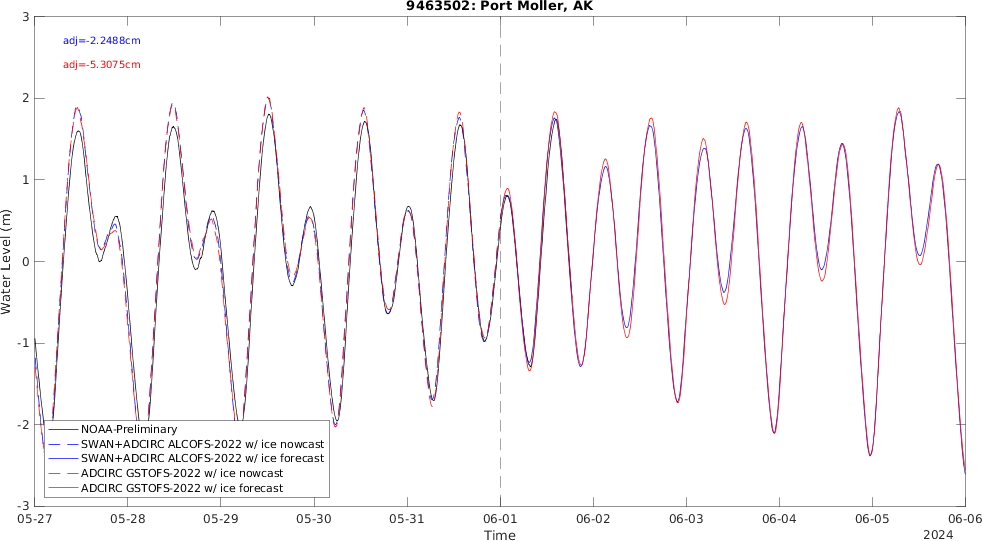 9463502: Port Moller, AK
adj=-2.2488cm
adj=-5.3075cm
Water Level (m)
3
2
1
0
-1
-2
-3
NOAA-Preliminary
SWAN+ADCIRC ALCOFS-2022 w/ ice nowcast
SWAN+ADCIRC ALCOFS-2022 w/ ice forecast
ADCIRC GSTOFS-2022 w/ ice nowcast
ADCIRC GSTOFS-2022 w/ ice forecast
05-27 05-28 05-29 05-30 05-31 06-01 06-02 06-03 06-04 06-05 06-06
Time
2024